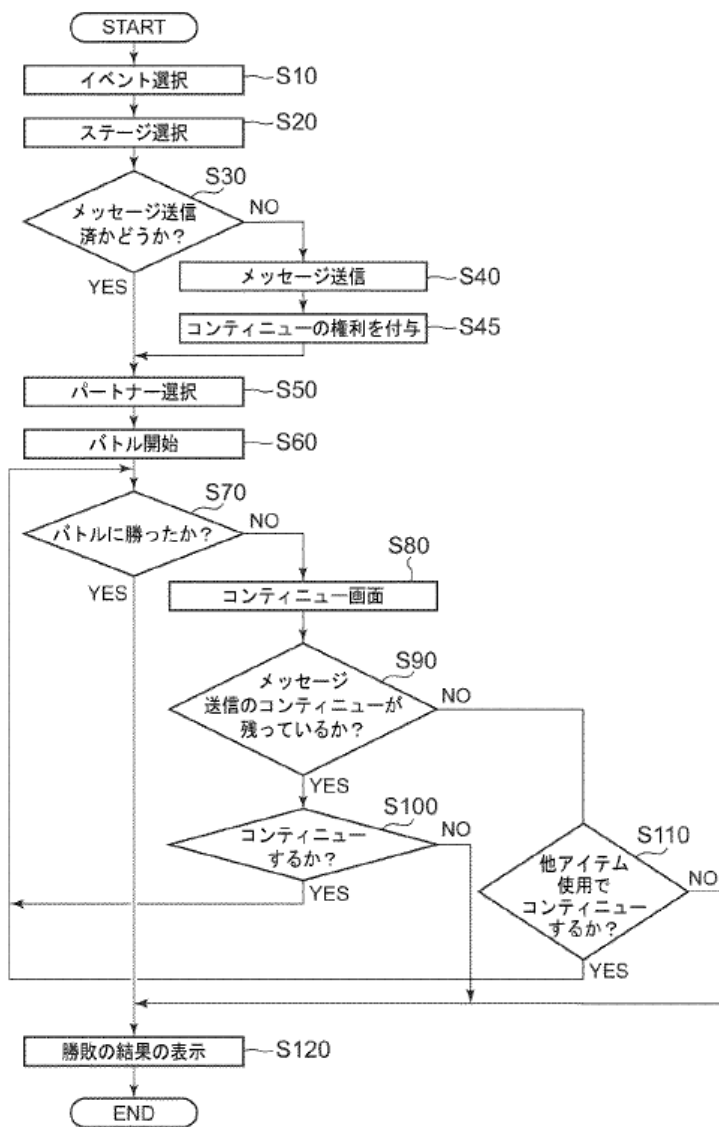 START
イベント選択
S10
ステージ選択
S20
S30
メッセージ送信
済かどうか？
NO
YES
メッセージ送信
S40
コンティニューの権利を付与
S45
パートナー選択
S50
バトル開始
S60
S70
バトルに勝ったか？
NO
YES
S80
コンティニュー画面
S90
メッセージ
送信のコンティニューが
残っているか？
NO
YES
S100
コンティニュー
するか？
NO
YES
S110
他アイテム
使用で
コンティニュー
するか？
NO
YES
勝敗の結果の表示
S120
END